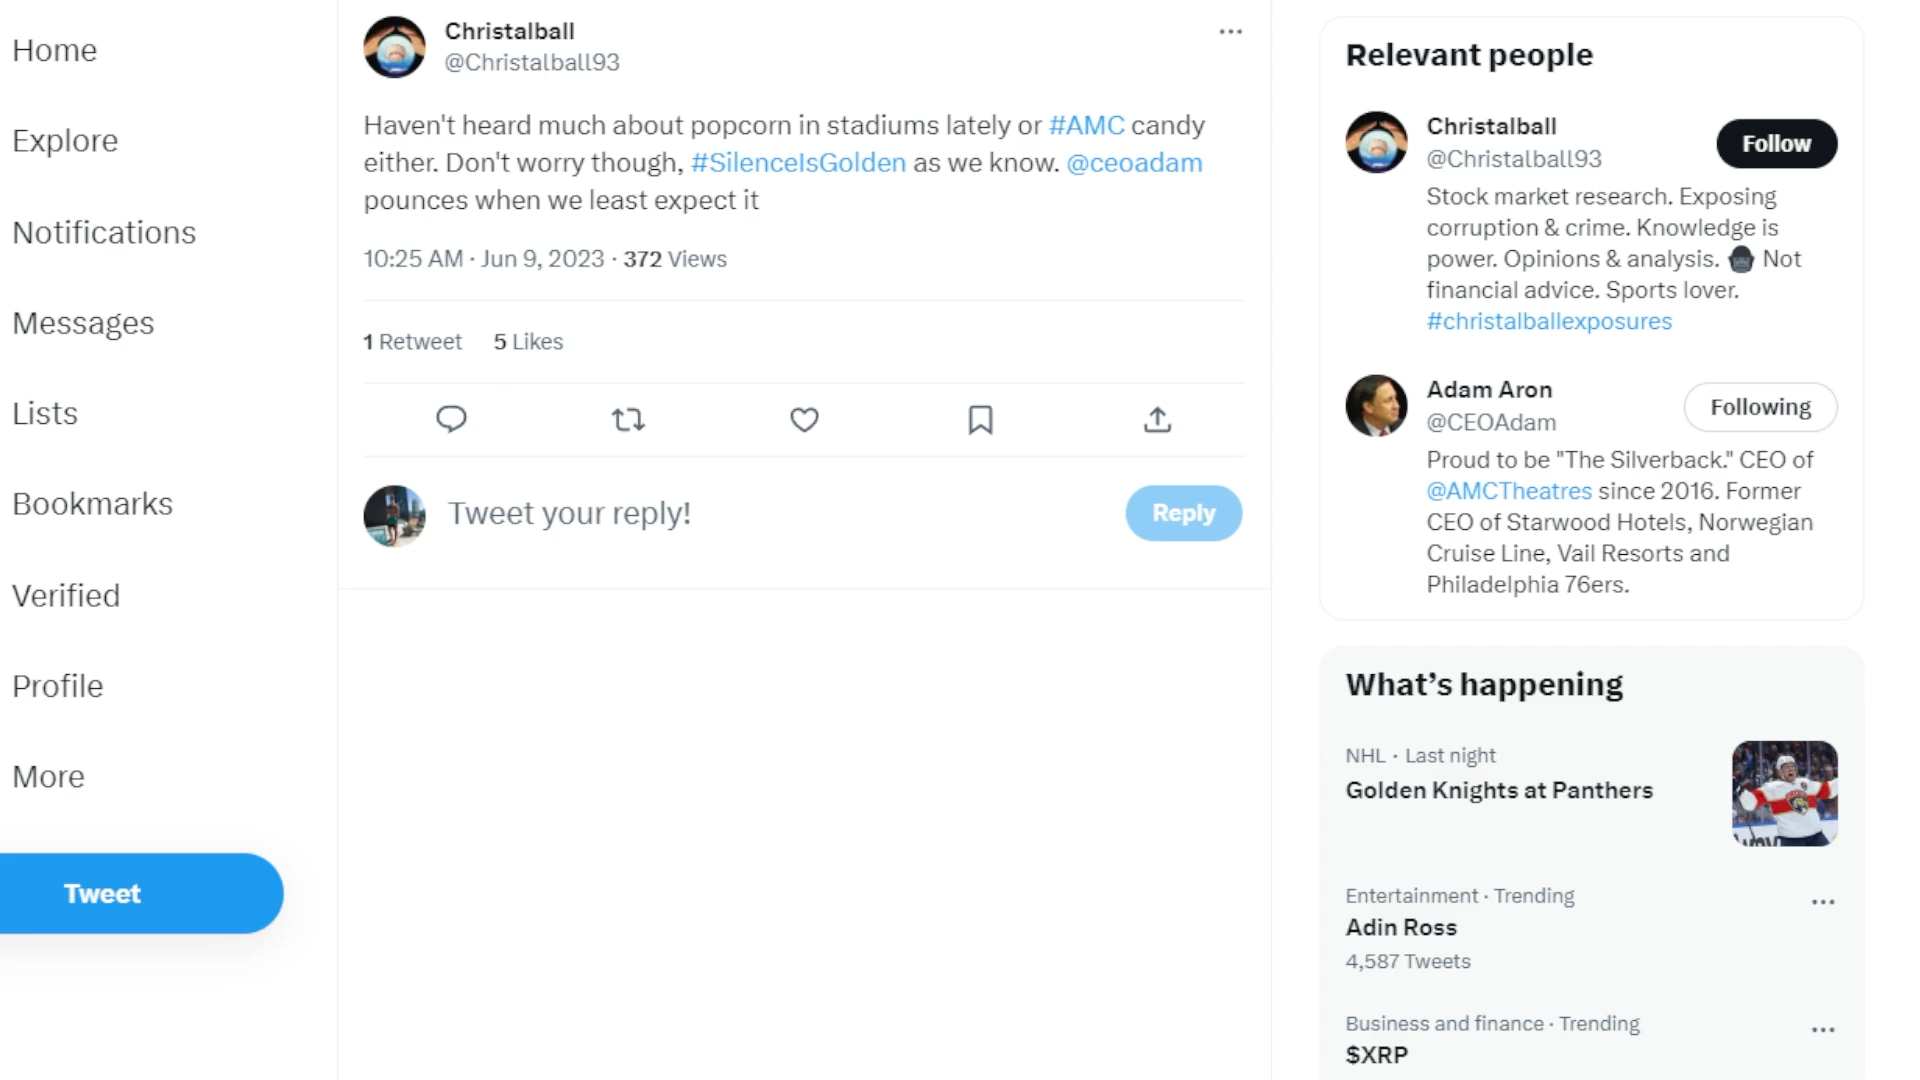 Home
Explore
Notifications
Messages
Lists
Bookmarks
Verified
Profile
More
Tweet
Christalball
@Christalball93
Haven't heard much about popcorn in stadiums lately or #AMC candy
either. Don't worry though, #SilenceIsGolden as we know. @ceoadam
pounces when we least expect it
10:25 AM · Jun 9, 2023 · 372 Views
1 Retweet 5 Likes
Tweet your reply!
Reply
Relevant people
Christalball
@Christalball93
Follow
Stock market research. Exposing
corruption & crime. Knowledge is
power. Opinions & analysis. Not
financial advice. Sports lover.
#christalballexposures
Adam Aron
@CEOAdam
Following
Proud to be "The Silverback." CEO of
@AMCTheatres since 2016. Former
CEO of Starwood Hotels, Norwegian
Cruise Line, Vail Resorts and
Philadelphia 76ers.
What’s happening
NHL · Last night
Golden Knights at Panthers
Entertainment · Trending
Adin Ross
4,587 Tweets
Business and finance · Trending
$XRP